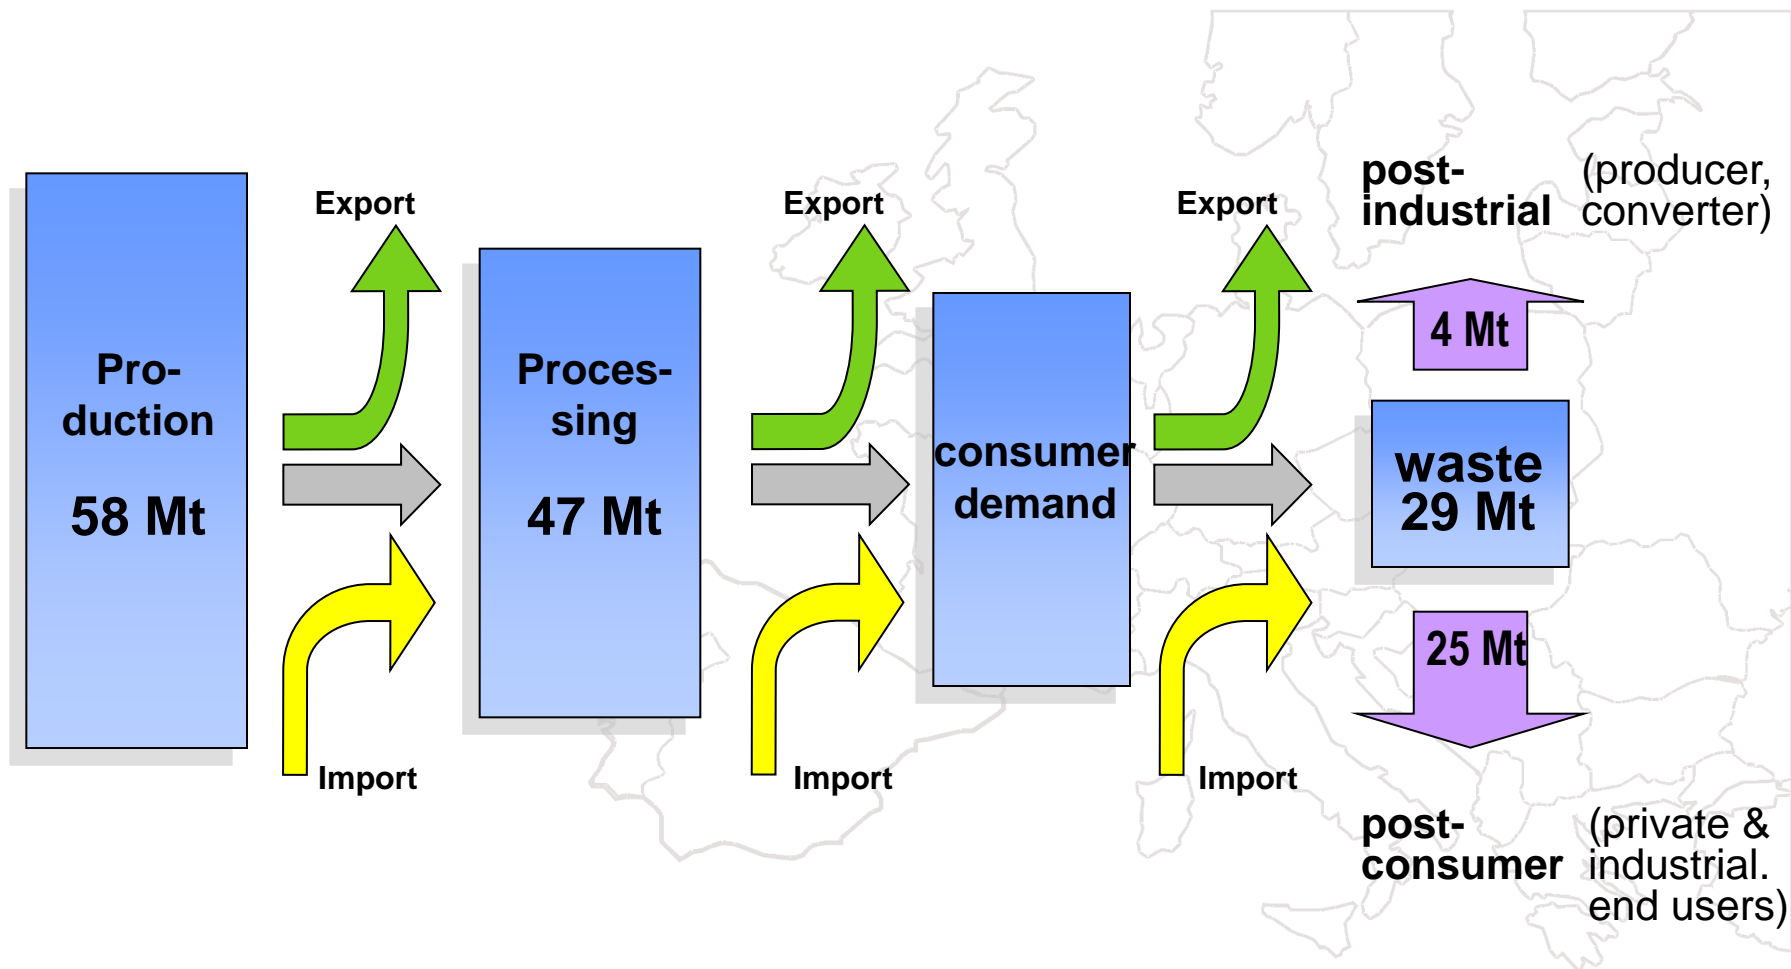 Pro-
duction
58 Mt
Export
Import
Proces-
sing
47 Mt
Export
Import
consumer
demand
Export
Import
post-
industrial
(producer,
converter)
4 Mt
waste
29 Mt
25 Mt
post-
consumer
(private &
industrial.
end users)